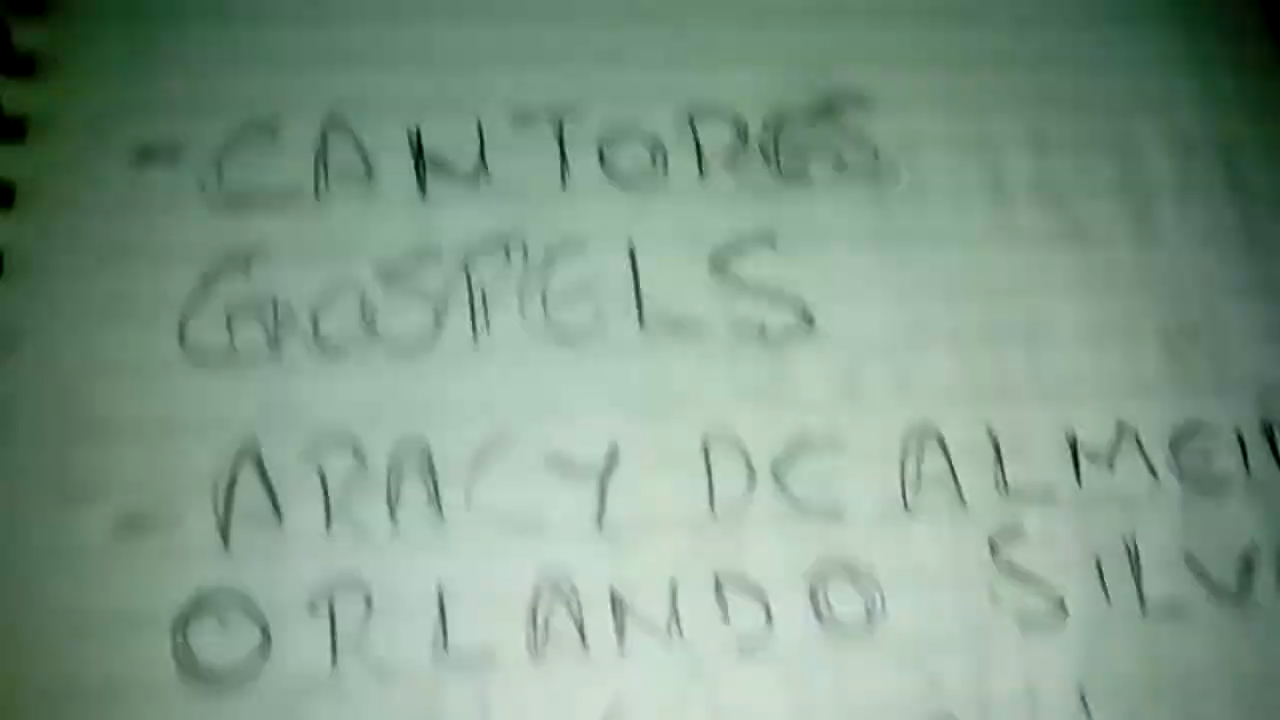 - CANTORES
GOSPELS
- ARACY DE ALMEI
ORLANDO SILV